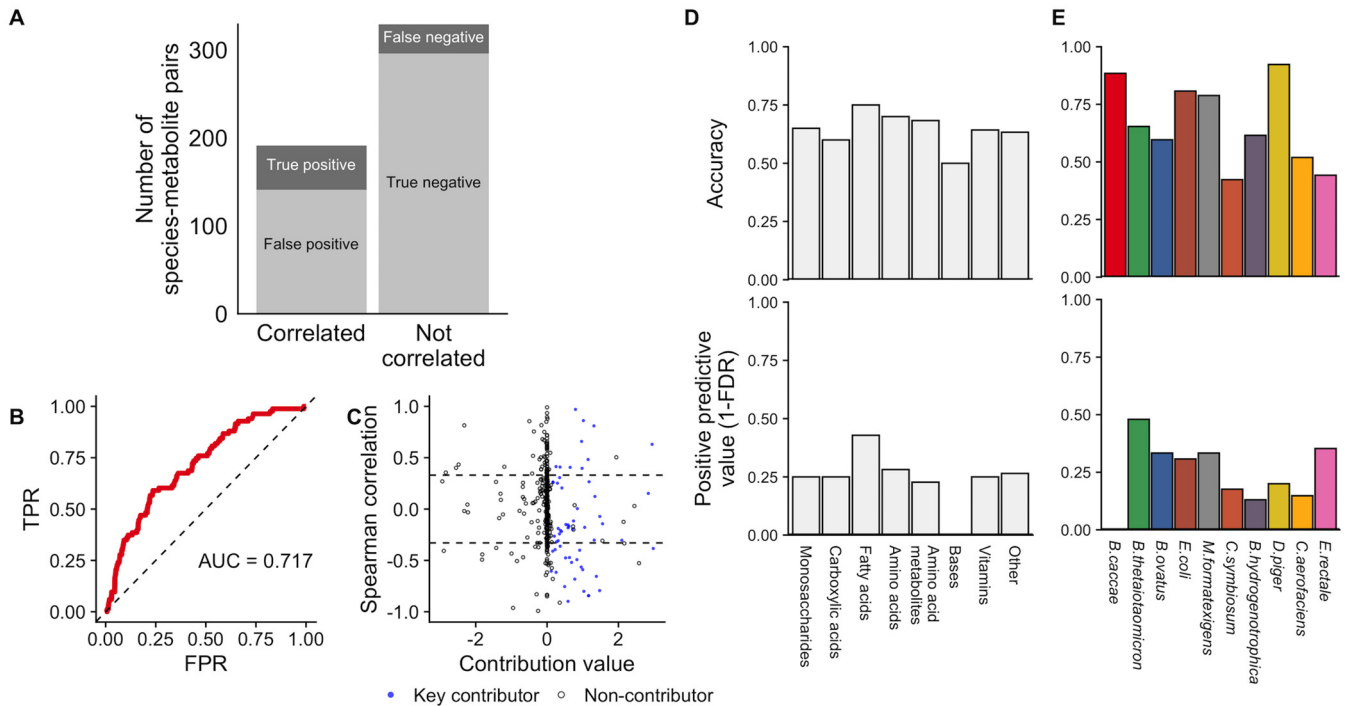 A
Number of
species-metabolite pairs
300
200
100
0
False negative
True positive
True negative
False positive
Correlated
Not
correlated
B
TPR
1.00
0.75
0.50
0.25
0.00
AUC = 0.717
0.00
0.25
0.50
0.75
1.00
FPR
C
Spearman correlation
1.0
0.5
0.0
-0.5
-1.0
-2
0
2
Contribution value
Key contributor
Non-contributor
D
Accuracy
1.00
0.75
0.50
0.25
0.00
Positive predictive
value (1-FDR)
1.00
0.75
0.50
0.25
0.00
Monosaccharides
Carboxylic acids
Fatty acids
Amino acids
Amino acid
metabolites
Bases
Vitamins
Other
E
1.00
0.75
0.50
0.25
0.00
1.00
0.75
0.50
0.25
0.00
B.caccae
B.thetaiotaomicron
B.ovatus
E.coli
M.formatexigens
C.symbiosum
B.hydrogenotrophica
D.piger
C.aerofaciens
E.rectale